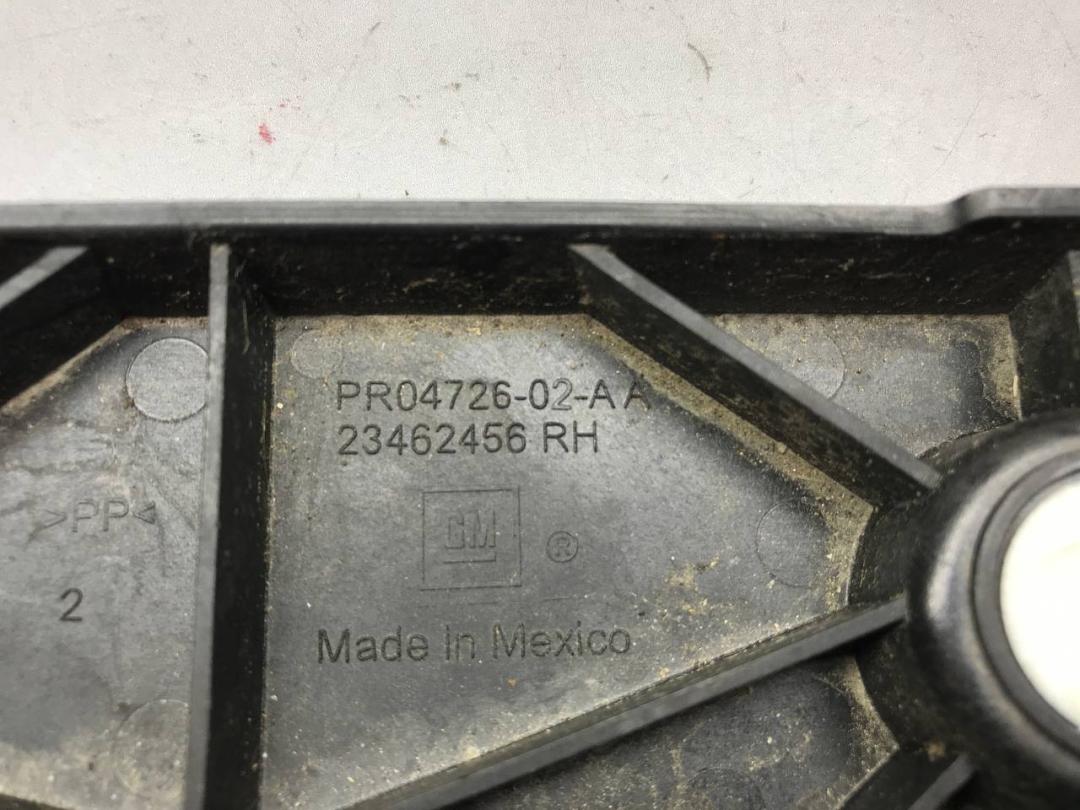 PR04726-02-AA
23462456 RH
GM ®
Made in Mexico
>PP<
2